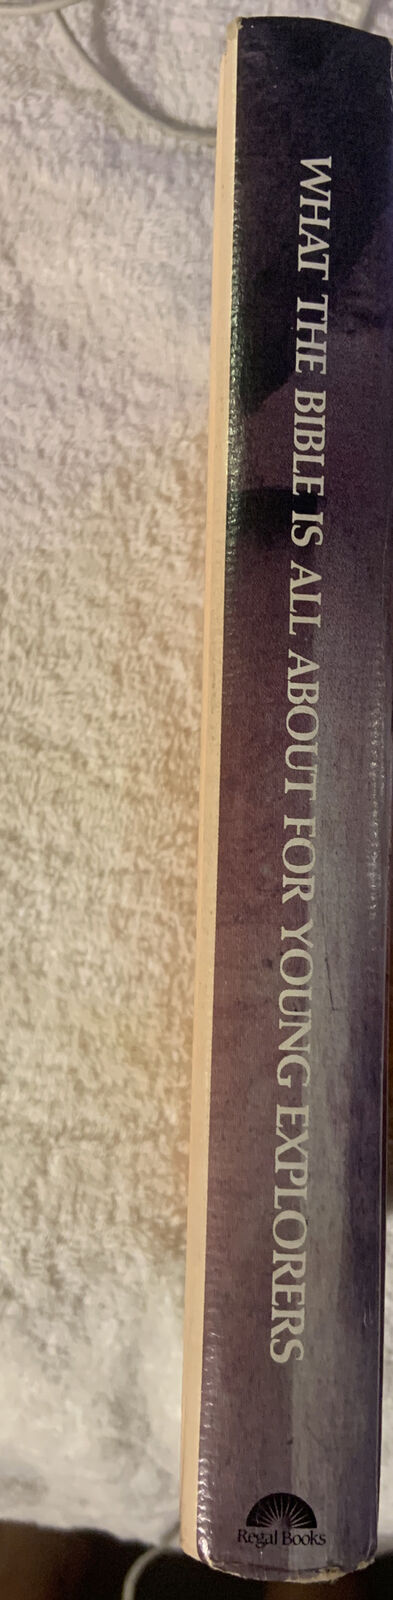 WHAT THE BIBLE IS ALL ABOUT FOR YOUNG EXPLORERS
Regal Books